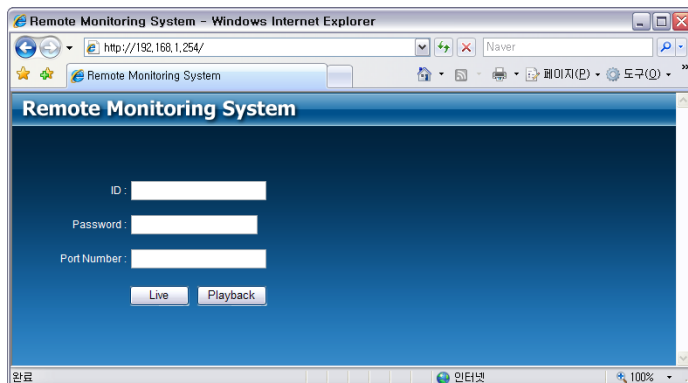 Remote Monitoring System - Windows Internet Explorer
http://192,168,1,254/
Naver
Remote Monitoring System
페이지(P)
도구(O)
»
Remote Monitoring System
ID :
Password :
Port Number :
Live
Playback
완료
인터넷
100%